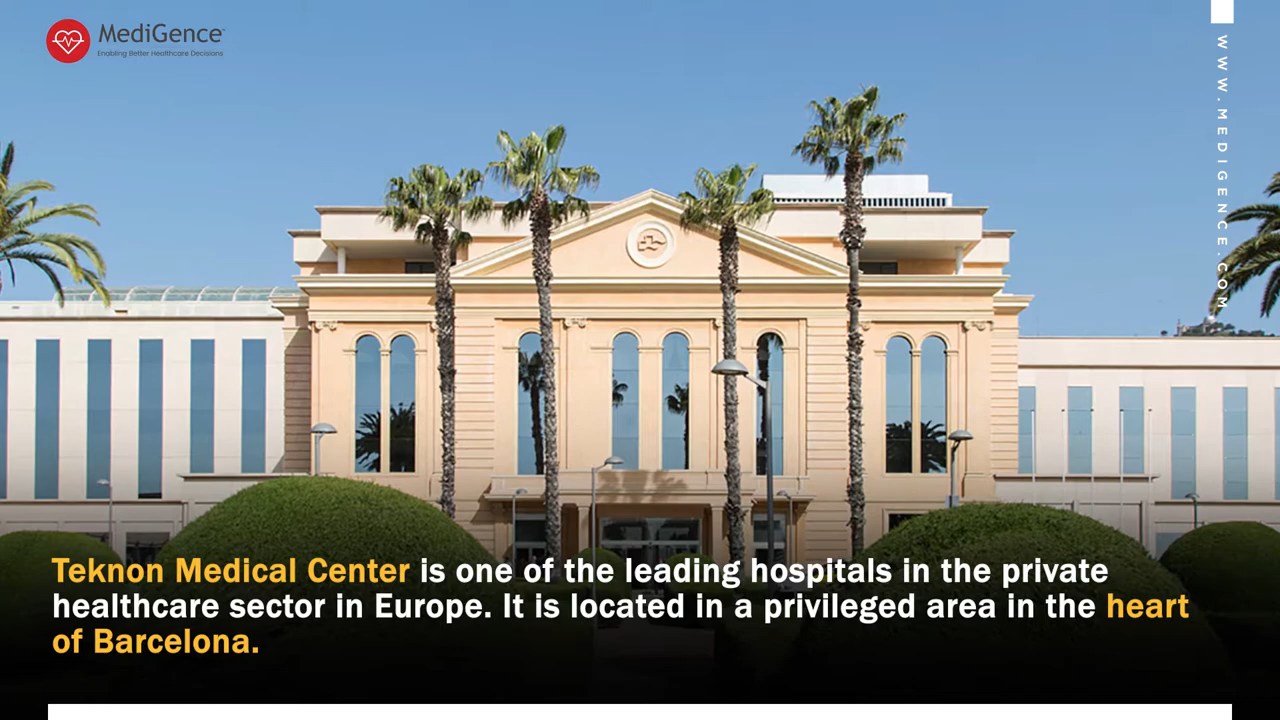 MediGence
Enabling Better Healthcare Decisions
WWW.MEDIGENCE.COM
Teknon Medical Center is one of the leading hospitals in the private
healthcare sector in Europe. It is located in a privileged area in the heart
of Barcelona.